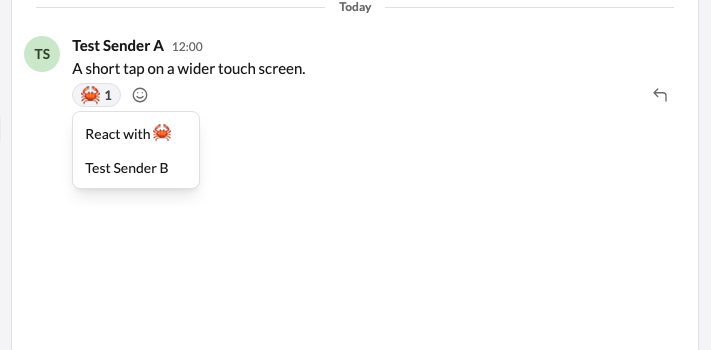 Today
TS
Test Sender A 12:00
A short tap on a wider touch screen.
🦀 1
React with 🦀
Test Sender B